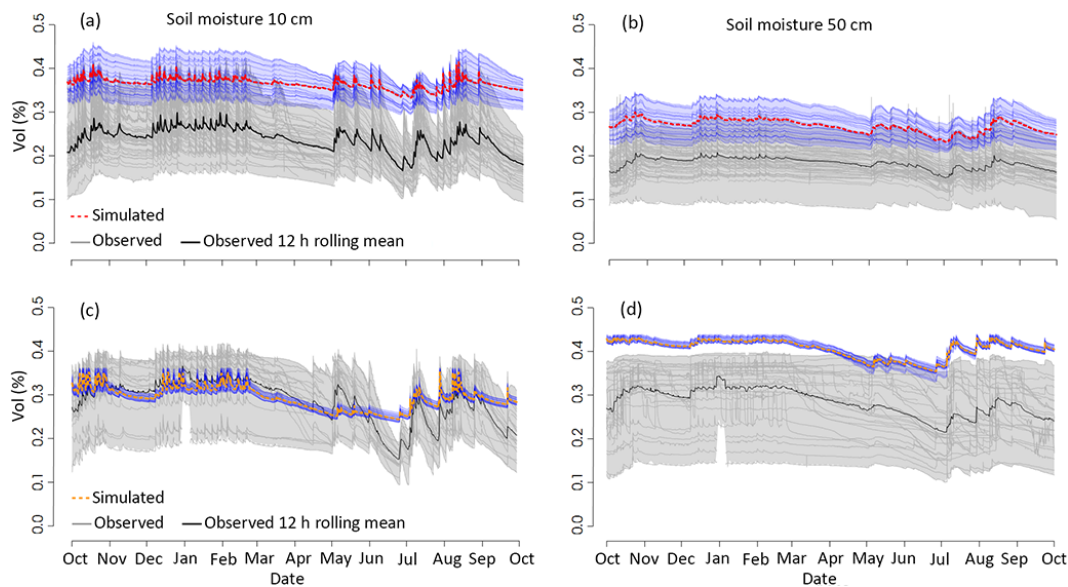 (a) Soil moisture 10 cm
(b) Soil moisture 50 cm
Vol (%)
0.0 0.1 0.2 0.3 0.4 0.5
0.0 0.1 0.2 0.3 0.4 0.5
Simulated
Observed Observed 12 h rolling mean
(c)
(d)
Vol (%)
0.0 0.1 0.2 0.3 0.4 0.5
0.0 0.1 0.2 0.3 0.4 0.5
Simulated
Observed Observed 12 h rolling mean
Oct Nov Dec Jan Feb Mar Apr May Jun Jul Aug Sep Oct
Oct Nov Dec Jan Feb Mar Apr May Jun Jul Aug Sep Oct
Date
Date